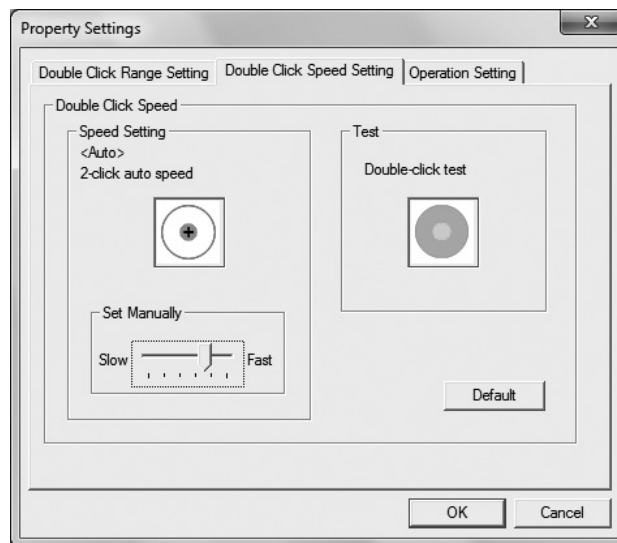 Property Settings
X
Double Click Range Setting
Double Click Speed Setting
Operation Setting
Double Click Speed
Speed Setting
<Auto>
2-click auto speed
Test
Double-click test
Set Manually
Slow
Fast
Default
OK
Cancel